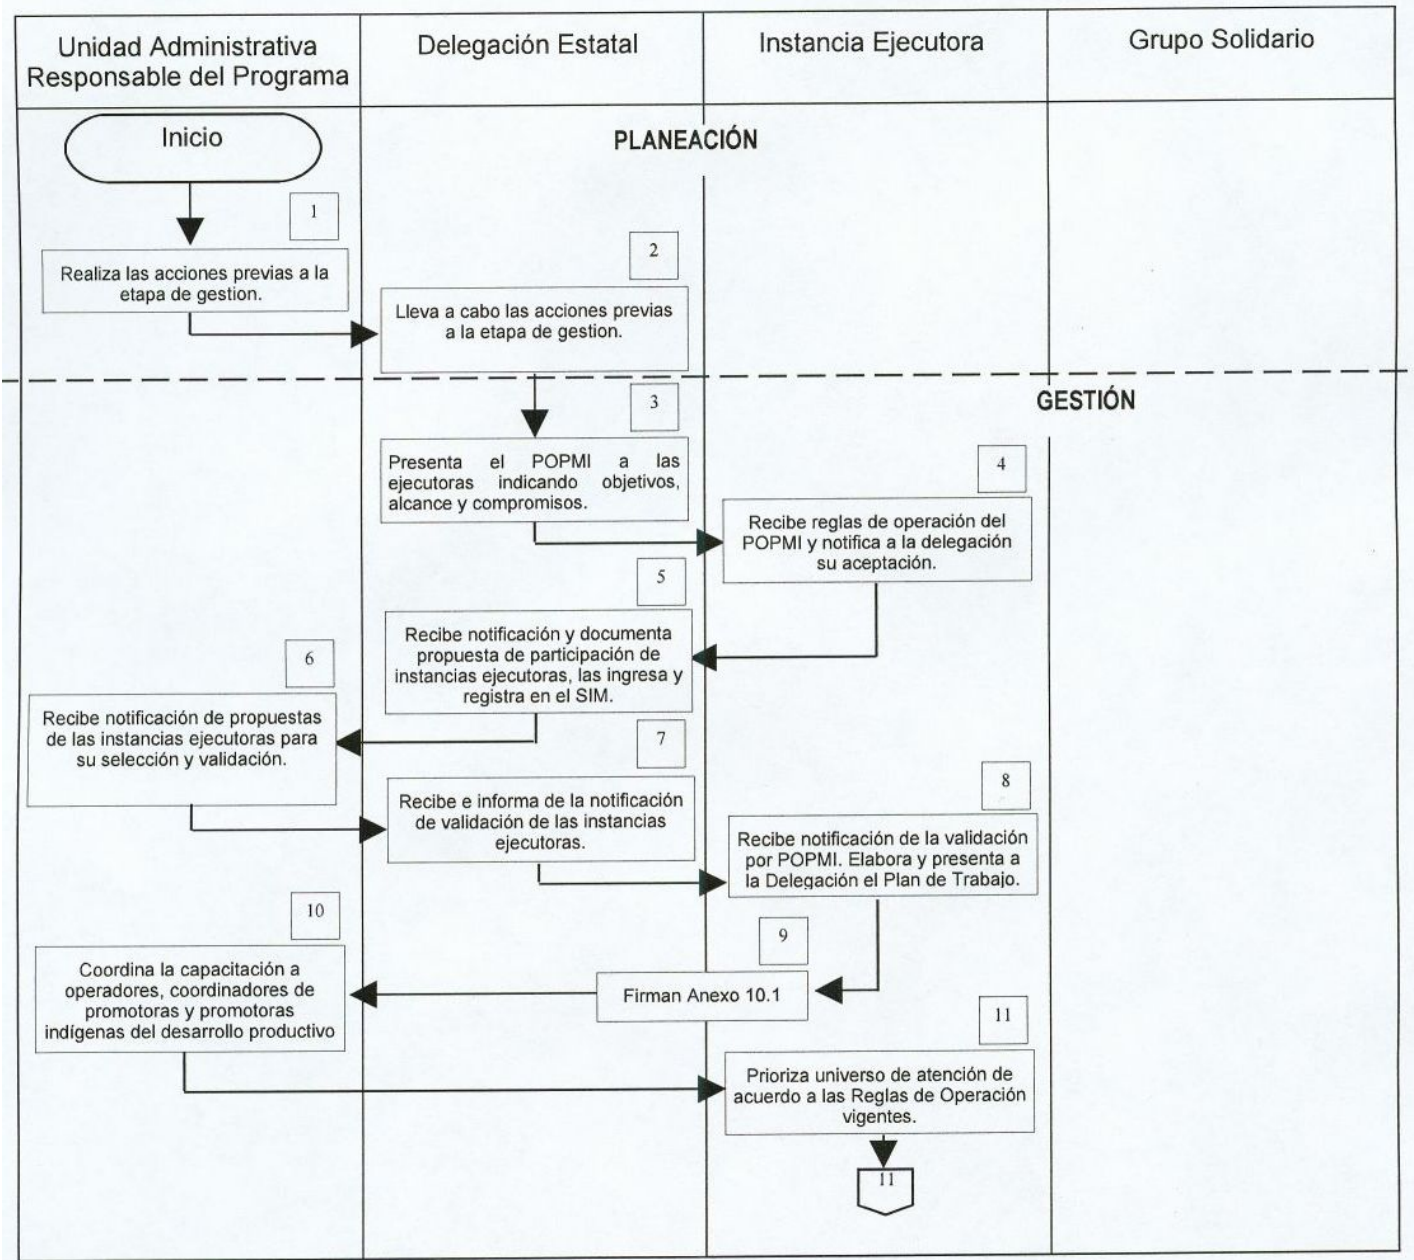 Unidad Administrativa
Responsable del Programa
Delegación Estatal
Instancia Ejecutora
Grupo Solidario
Inicio
PLANEACIÓN
1
Realiza las acciones previas a la
etapa de gestion.
2
Lleva a cabo las acciones previas
a la etapa de gestion.
GESTIÓN
3
Presenta el POPMI a las
ejecutoras indicando objetivos,
alcance y compromisos.
4
Recibe reglas de operación del
POPMI y notifica a la delegación
su aceptación.
5
Recibe notificación y documenta
propuesta de participación de
instancias ejecutoras, las ingresa y
registra en el SIM.
6
Recibe notificación de propuestas
de las instancias ejecutoras para
su selección y validación.
7
Recibe e informa de la notificación
de validación de las instancias
ejecutoras.
8
Recibe notificación de la validación
por POPMI. Elabora y presenta a
la Delegación el Plan de Trabajo.
9
Firman Anexo 10.1
10
Coordina la capacitación a
operadores, coordinadores de
promotoras y promotoras
indígenas del desarrollo productivo
11
Prioriza universo de atención de
acuerdo a las Reglas de Operación
vigentes.
11